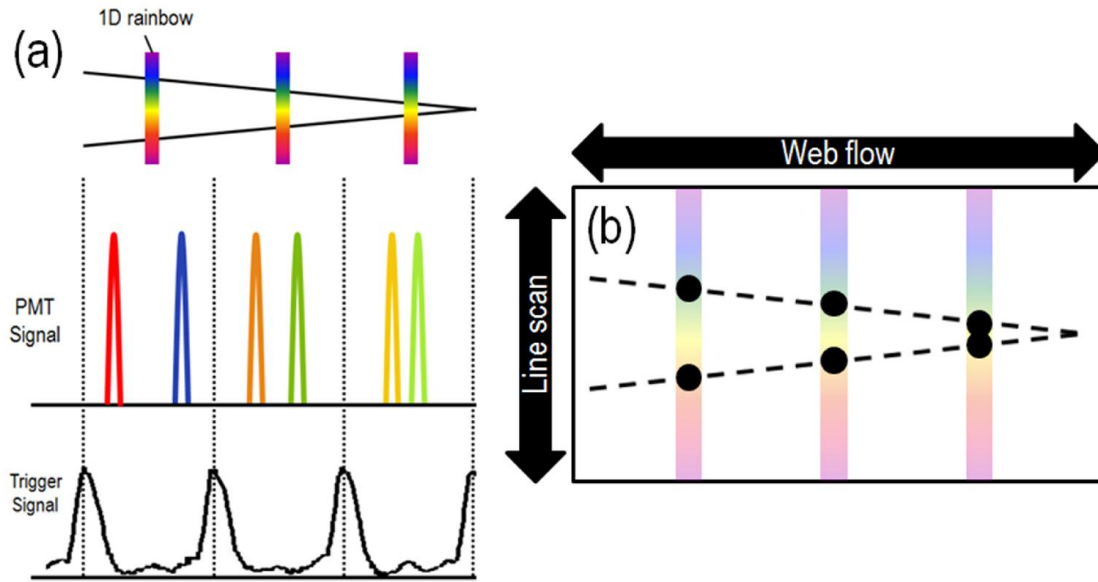 1D rainbow
(a)
PMT
Signal
Trigger
Signal
Web flow
(b)
Line scan